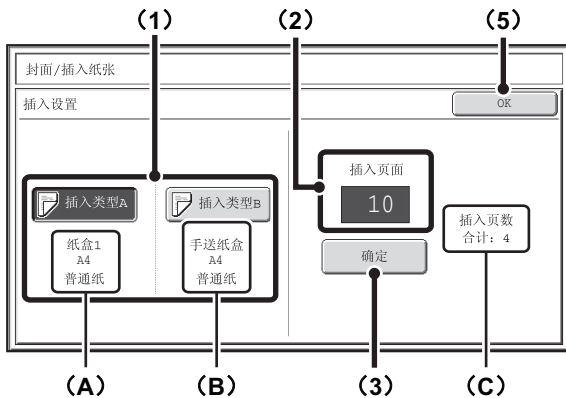 (1) (2) (5)
封面/插入纸张
插入设置
OK
插入类型A
插入类型B
纸盒1
A4
普通纸
手送纸盒
A4
普通纸
插入页面
10
确定
插入页数
合计: 4
(A) (B) (3) (C)